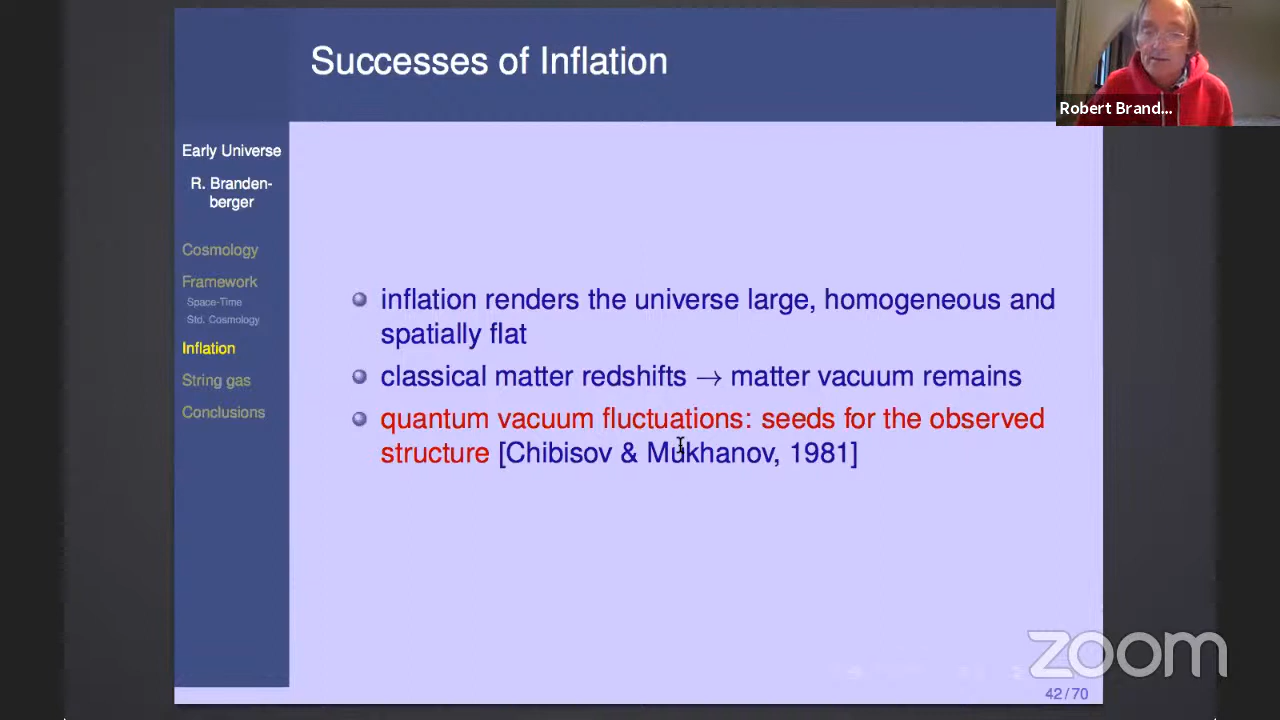 Successes of Inflation
Robert Brand...
Early Universe
R. Branden-
berger
Cosmology
Framework
Space-Time
Std. Cosmology
Inflation
String gas
Conclusions
inflation renders the universe large, homogeneous and
spatially flat
classical matter redshifts → matter vacuum remains
quantum vacuum fluctuations: seeds for the observed
structure [Chibisov & Mukhanov, 1981]
zoom
42/70